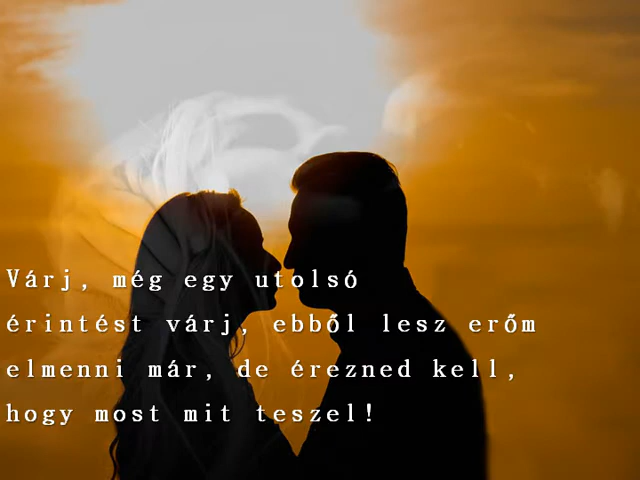 Várj, még egy utolsó
érintést várj, ebből lesz erőm
elmenni már, de érezned kell,
hogy most mit teszel!